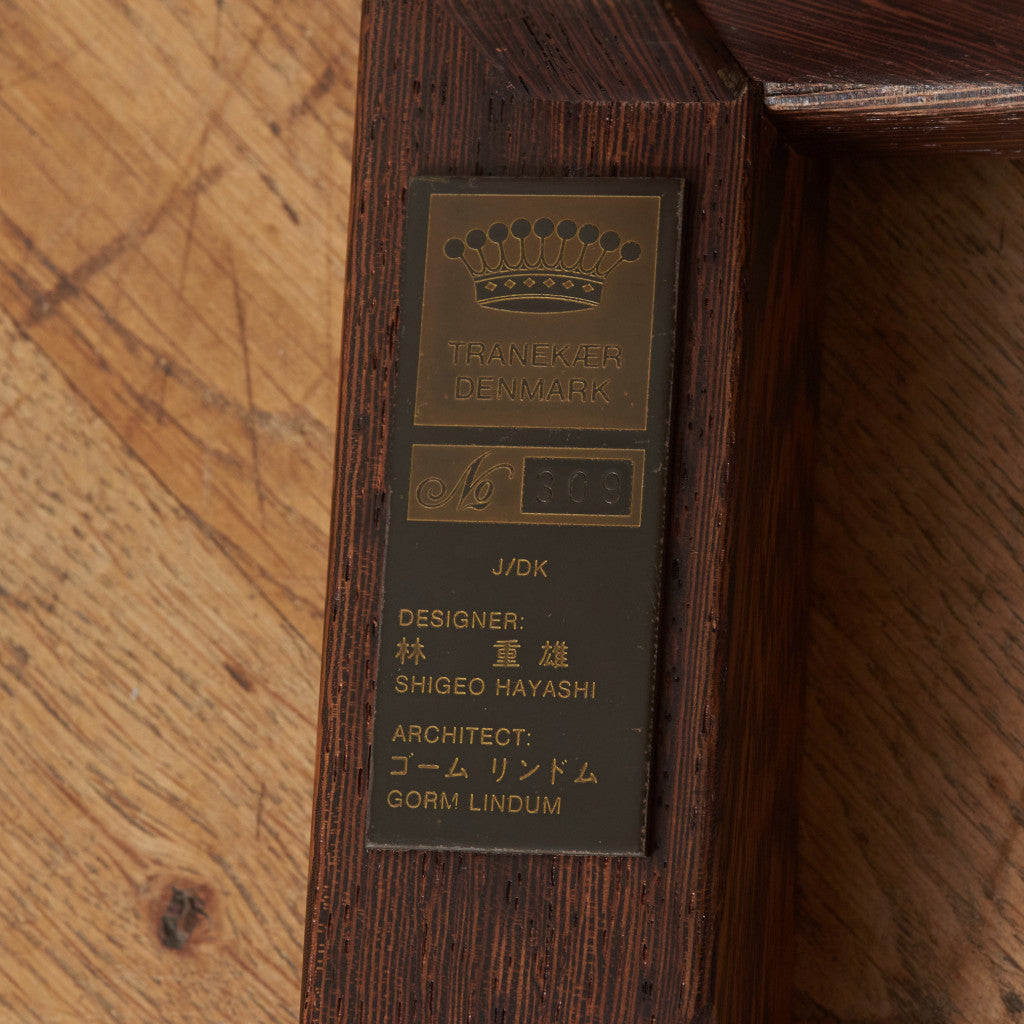 TRANEKÆR
DENMARK
No 309
J/DK
DESIGNER:
林 重雄
SHIGEO HAYASHI
ARCHITECT:
ゴーム リンドム
GORM LINDUM